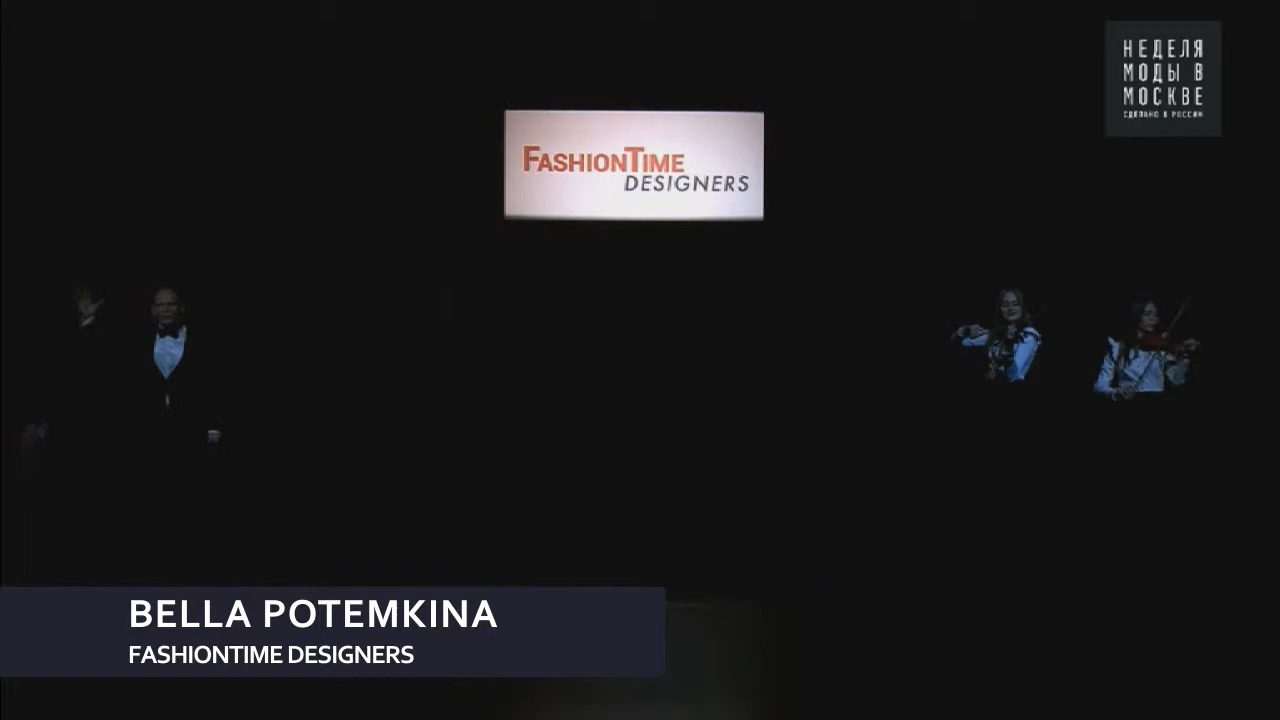 НЕДЕЛЯ
МОДЫ В
МОСКВЕ
СДЕЛАНО В РОССИИ
FASHIONTIME
DESIGNERS
BELLA POTEMKINA
FASHIONTIME DESIGNERS